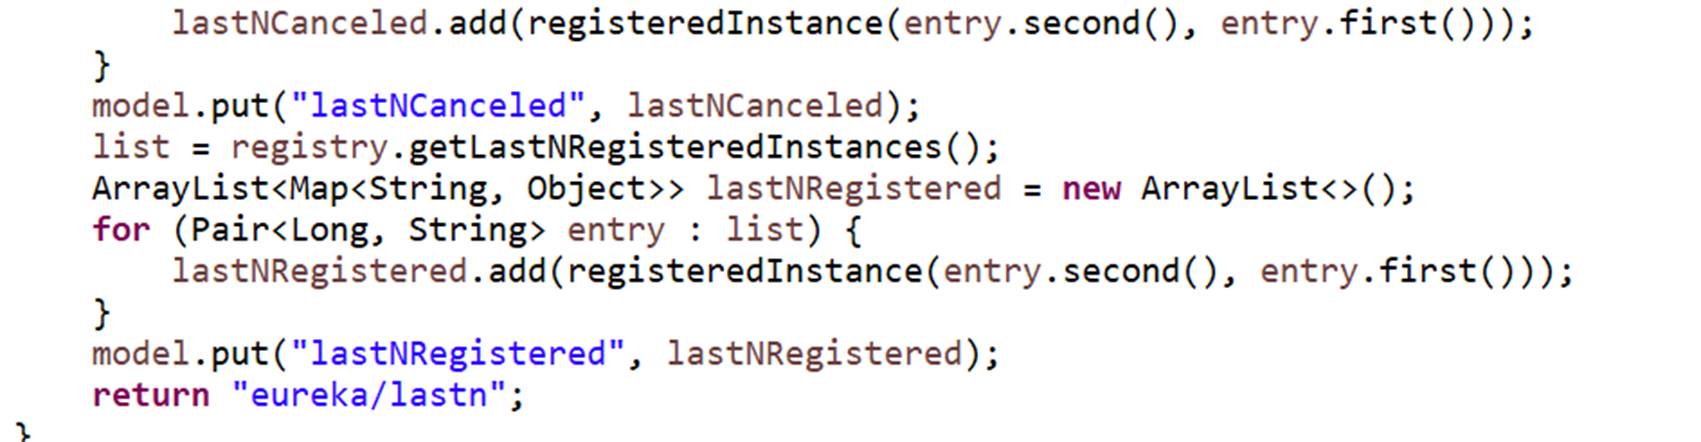 lastNCanceled.add(registeredInstance(entry.second(), entry.first()));
}
model.put("lastNCanceled", lastNCanceled);
list = registry.getLastNRegisteredInstances();
ArrayList<Map<String, Object>> lastNRegistered = new ArrayList<>();
for (Pair<Long, String> entry : list) {
lastNRegistered.add(registeredInstance(entry.second(), entry.first()));
}
model.put("lastNRegistered", lastNRegistered);
return "eureka/lastn";
}